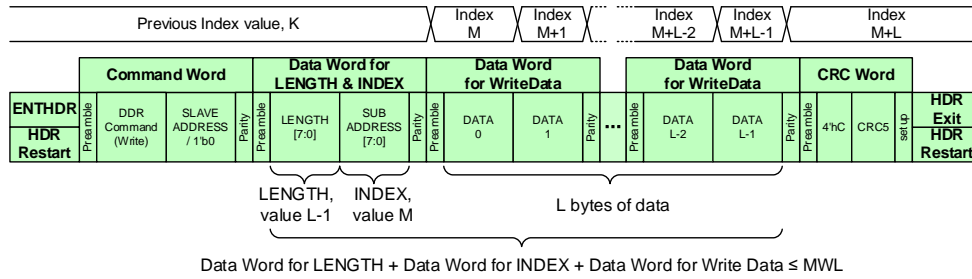 Previous Index value, K
Index
M
Index
M+1
Index
M+L-2
Index
M+L-1
Index
M+L
Command Word
Data Word for
LENGTH & INDEX
Data Word
for WriteData
Data Word
for WriteData
CRC Word
ENTHDR
HDR
Restart
Preamble
DDR
Command
(Write)
SLAVE
ADDRESS
/ 1'b0
Parity
Preamble
LENGTH
[7:0]
SUB
ADDRESS
[7:0]
Parity
Preamble
DATA
0
DATA
1
Parity
...
Preamble
DATA
L-2
DATA
L-1
Parity
Preamble
4'hC
CRC5
setup
HDR
Exit
HDR
Restart
LENGTH,
value L-1
INDEX,
value M
L bytes of data
Data Word for LENGTH + Data Word for INDEX + Data Word for Write Data ≤ MWL